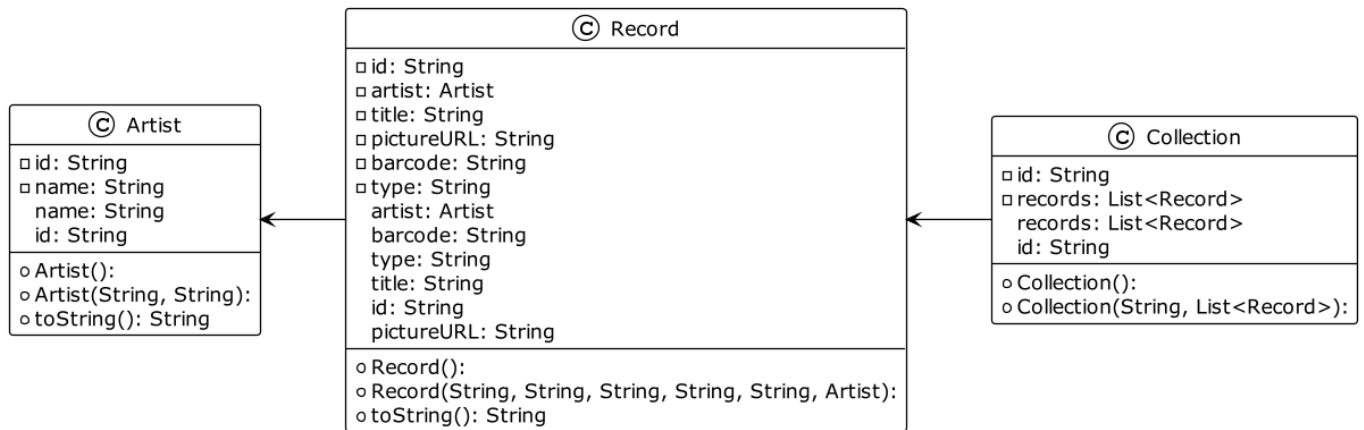 C Artist
id: String
name: String
name: String
id: String
Artist():
Artist(String, String):
toString(): String
C Record
id: String
artist: Artist
title: String
pictureURL: String
barcode: String
type: String
artist: Artist
barcode: String
type: String
title: String
id: String
pictureURL: String
Record():
Record(String, String, String, String, String, Artist):
toString(): String
C Collection
id: String
records: List<Record>
records: List<Record>
id: String
Collection():
Collection(String, List<Record>):